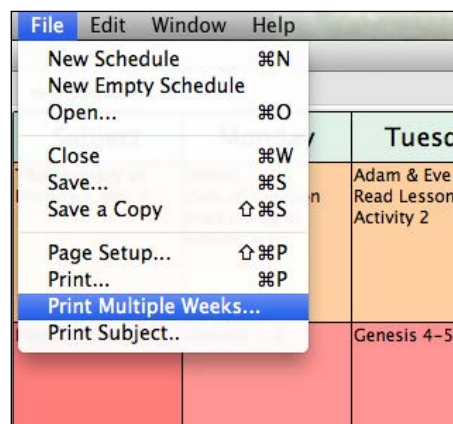 File Edit Window Help
New Schedule ⌘N
New Empty Schedule
Open... ⌘O
Close ⌘W
Save... ⌘S
Save a Copy ⇧⌘S
Page Setup... ⇧⌘P
Print... ⌘P
Print Multiple Weeks...
Print Subject..
Tuesd
Adam & Eve
Read Lesson
Activity 2
Genesis 4-5